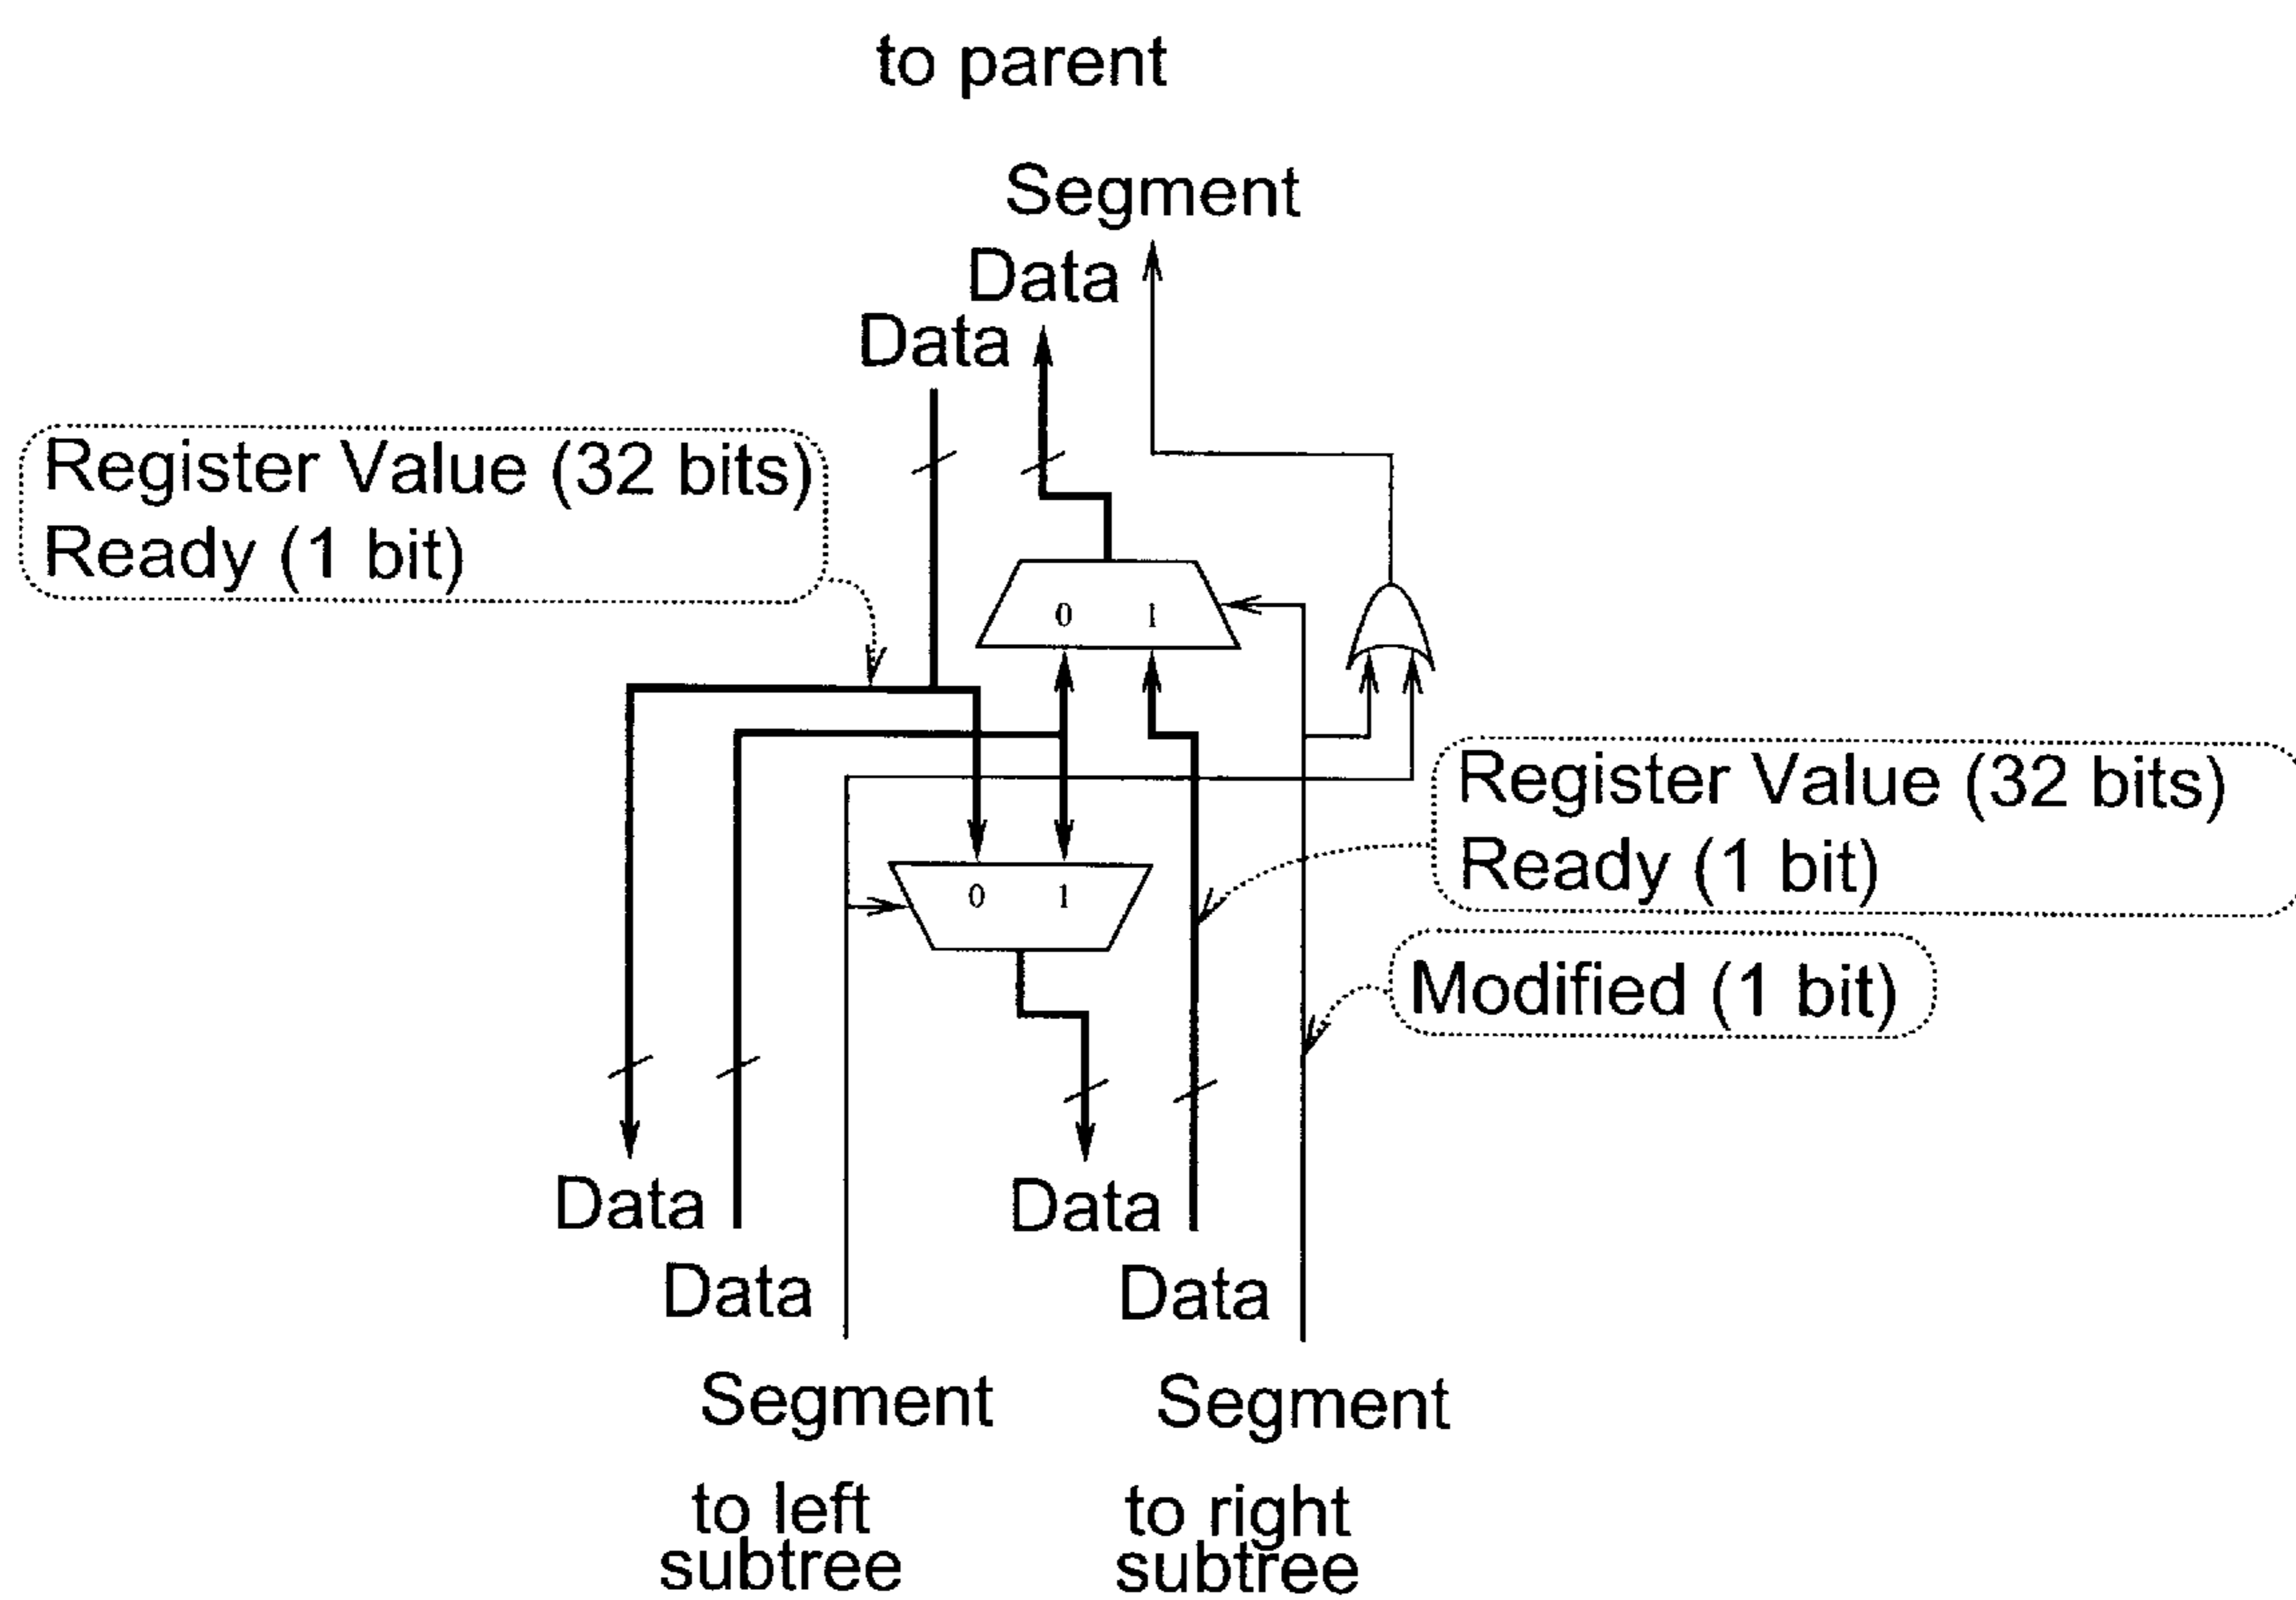 to parent
Segment
Data
Data
Register Value (32 bits)
Ready (1 bit)
0 1
Register Value (32 bits)
Ready (1 bit)
0 1
Modified (1 bit)
Data
Data
Data
Data
Segment
Segment
to left
subtree
to right
subtree